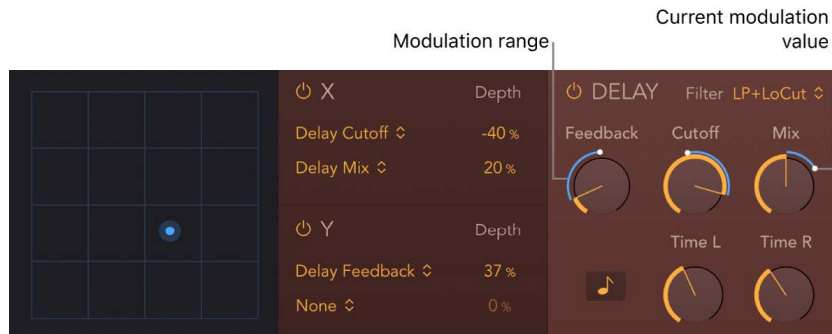 Current modulation
value
Modulation range
X Depth
Delay Cutoff -40 %
Delay Mix 20 %
Y Depth
Delay Feedback 37 %
None 0 %
DELAY Filter LP+LoCut
Feedback Cutoff Mix
Time L Time R